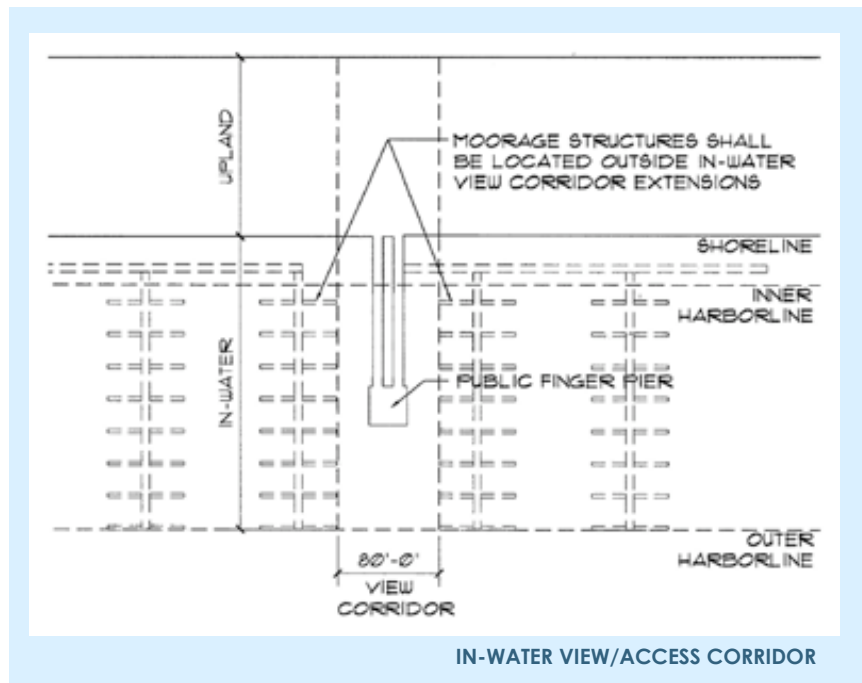 UPLAND
MOORAGE STRUCTURES SHALL
BE LOCATED OUTSIDE IN-WATER
VIEW CORRIDOR EXTENSIONS
SHORELINE
INNER
HARBORLINE
IN-WATER
PUBLIC FINGER PIER
OUTER
HARBORLINE
80'-0'
VIEW
CORRIDOR
IN-WATER VIEW/ACCESS CORRIDOR